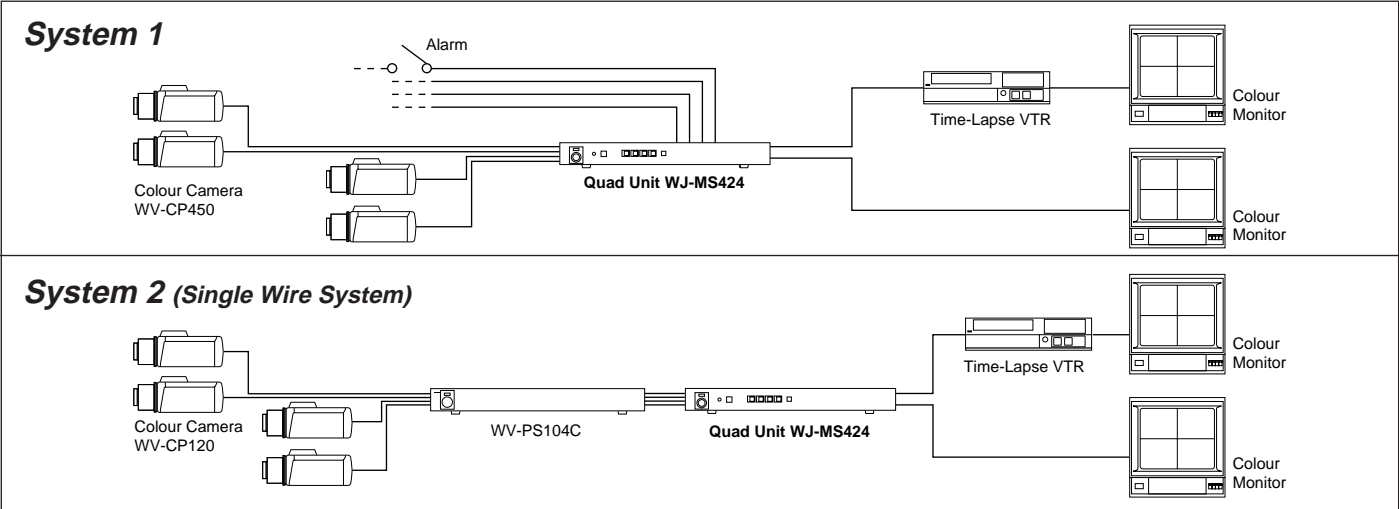 System 1
Alarm
Time-Lapse VTR
Colour
Monitor
Quad Unit WJ-MS424
Colour Camera
WV-CP450
Colour
Monitor
System 2 (Single Wire System)
Time-Lapse VTR
Colour
Monitor
Colour Camera
WV-CP120
WV-PS104C
Quad Unit WJ-MS424
Colour
Monitor